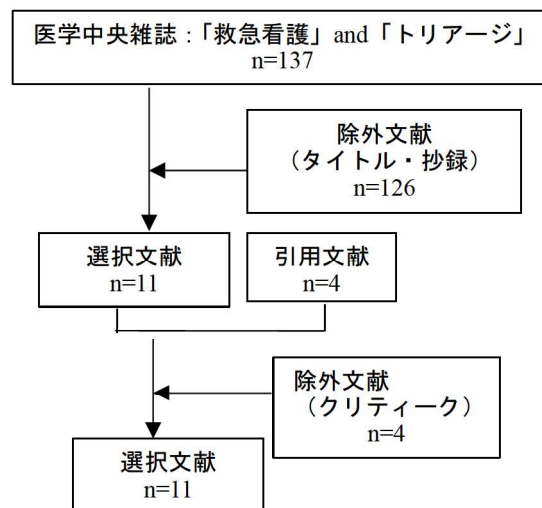 医学中央雑誌：「救急看護」and「トリアージ」
n=137
除外文献
（タイトル・抄録）
n=126
選択文献
n=11
引用文献
n=4
除外文献
（クリティーク）
n=4
選択文献
n=11